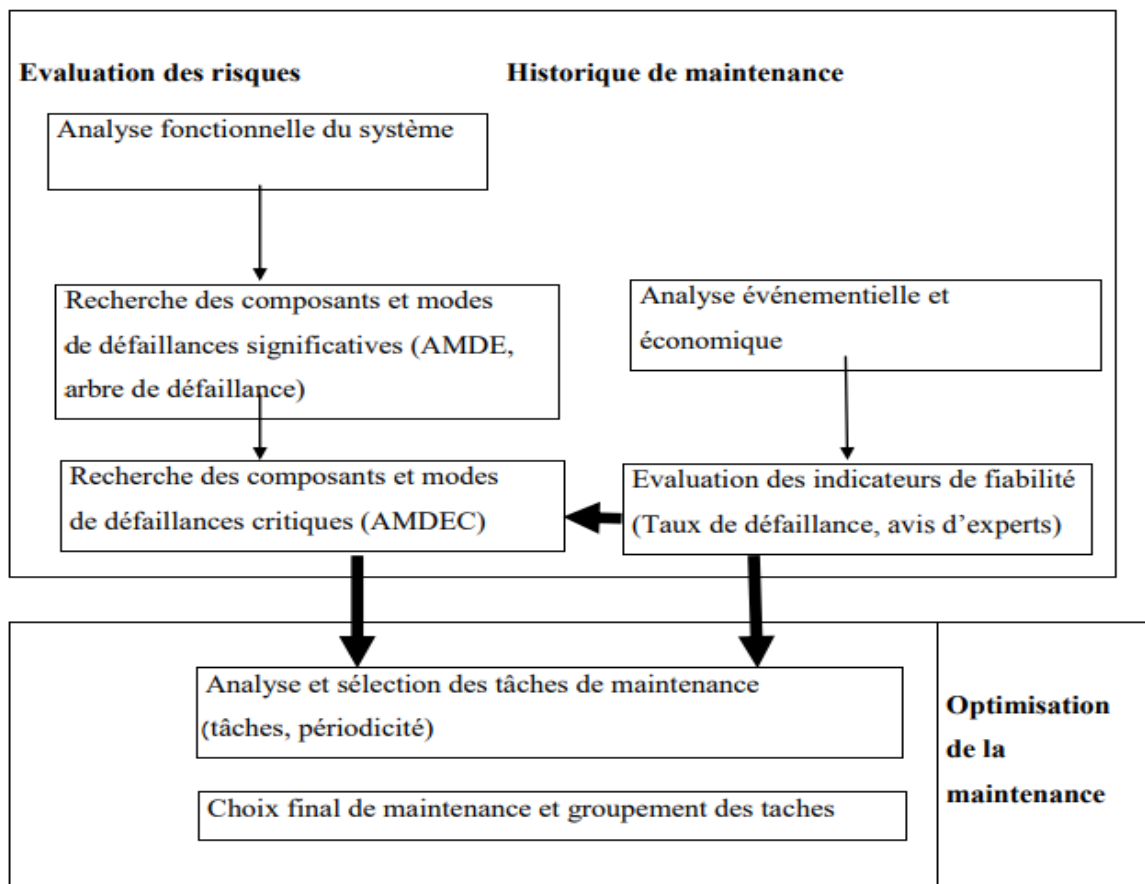 Evaluation des risques
Historique de maintenance
Analyse fonctionnelle du système
Recherche des composants et modes
de défaillances significatives (AMDE,
arbre de défaillance)
Analyse événementielle et
économique
Recherche des composants et modes
de défaillances critiques (AMDEC)
Evaluation des indicateurs de fiabilité
(Taux de défaillance, avis d'experts)
Analyse et sélection des tâches de maintenance
(tâches, périodicité)
Choix final de maintenance et groupement des taches
Optimisation
de la
maintenance